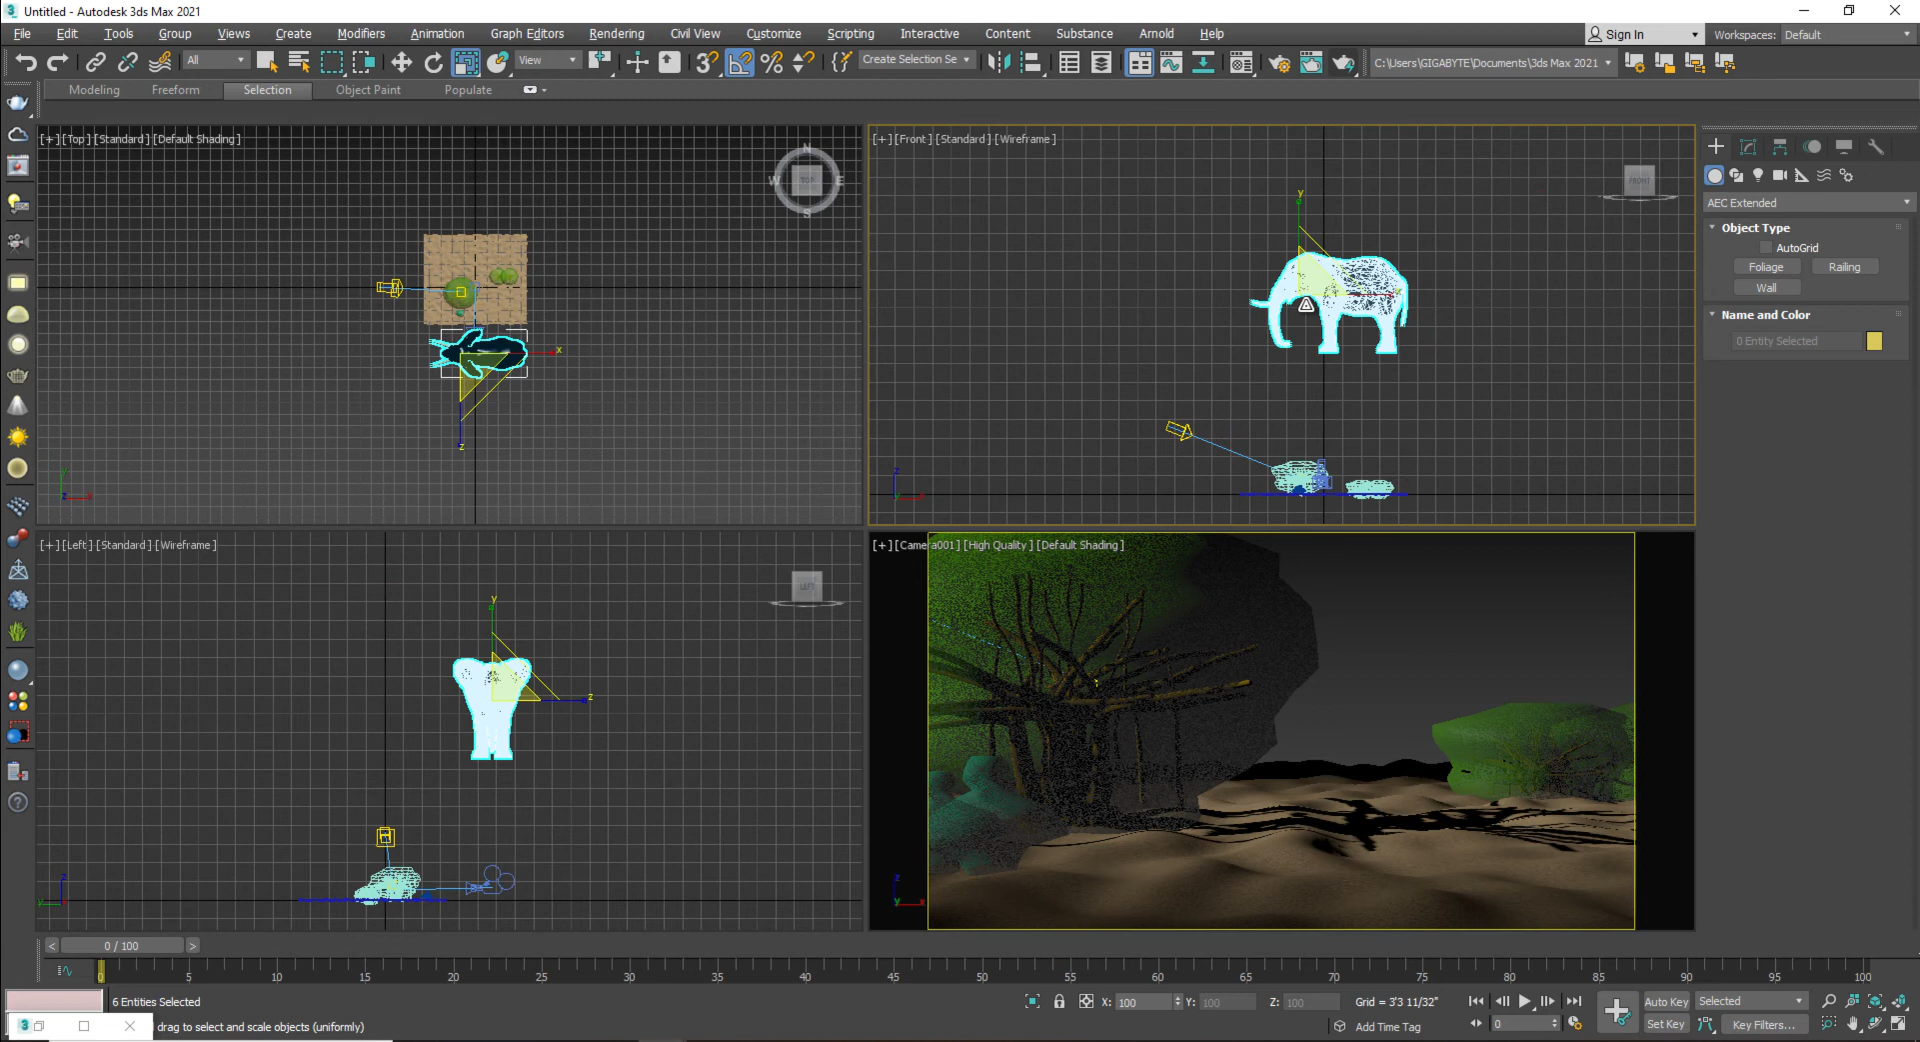 Untitled - Autodesk 3ds Max 2021
File Edit Tools Group Views Create Modifiers Animation Graph Editors Rendering Civil View Customize Scripting Interactive Content Substance Arnold Help
Sign In Workspaces: Default
All View Create Selection Se C:\Users\GIGABYTE\Documents\3ds Max 2021
Modeling Freeform Selection Object Paint Populate
[+][Top][Standard][Default Shading]
N
W TOP E
S
x
z
y
[+][Front][Standard][Wireframe]
FRONT
y
z
AEC Extended
Object Type
AutoGrid
Foliage Railing
Wall
Name and Color
0 Entity Selected
[+][Left][Standard][Wireframe]
LEFT
y
z
z
y
[+][Camera001][High Quality][Default Shading]
z
< 0 / 100 >
0 5 10 15 20 25 30 35 40 45 50 55 60 65 70 75 80 85 90 95 100
6 Entities Selected
X: 100 Y: 100 Z: 100 Grid = 3'3 11/32"
Auto Key Selected
drag to select and scale objects (uniformly)
Add Time Tag
0
Set Key Key Filters...